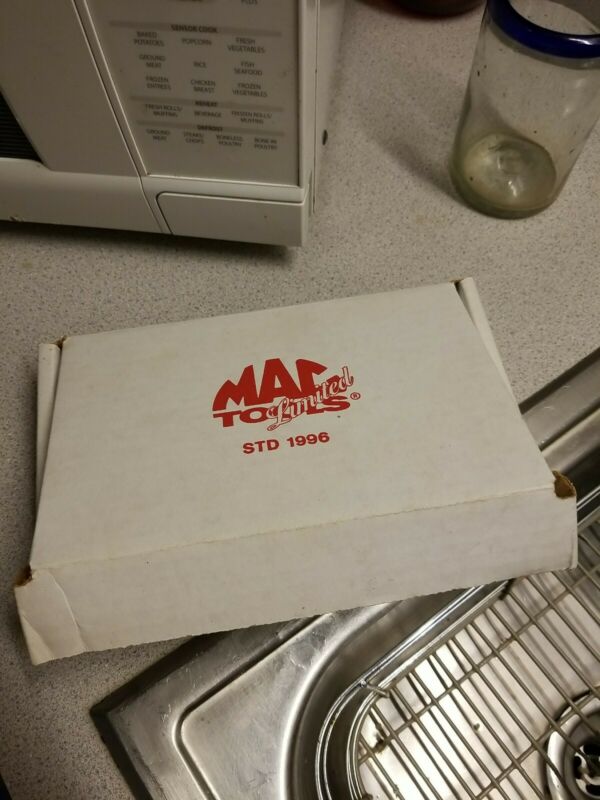 PLUS
SENSOR COOK
BAKED POTATOES
POPCORN
FRESH VEGETABLES
GROUND MEAT
RICE
FISH SEAFOOD
FROZEN ENTREES
CHICKEN BREAST
FROZEN VEGETABLES
REHEAT
FRESH ROLLS/ MUFFINS
BEVERAGE
FROZEN ROLLS/ MUFFINS
DEFROST
GROUND MEAT
STEAKS/ CHOPS
BONELESS POULTRY
BONE IN POULTRY
MAC
TOOLS®
Limited
STD 1996